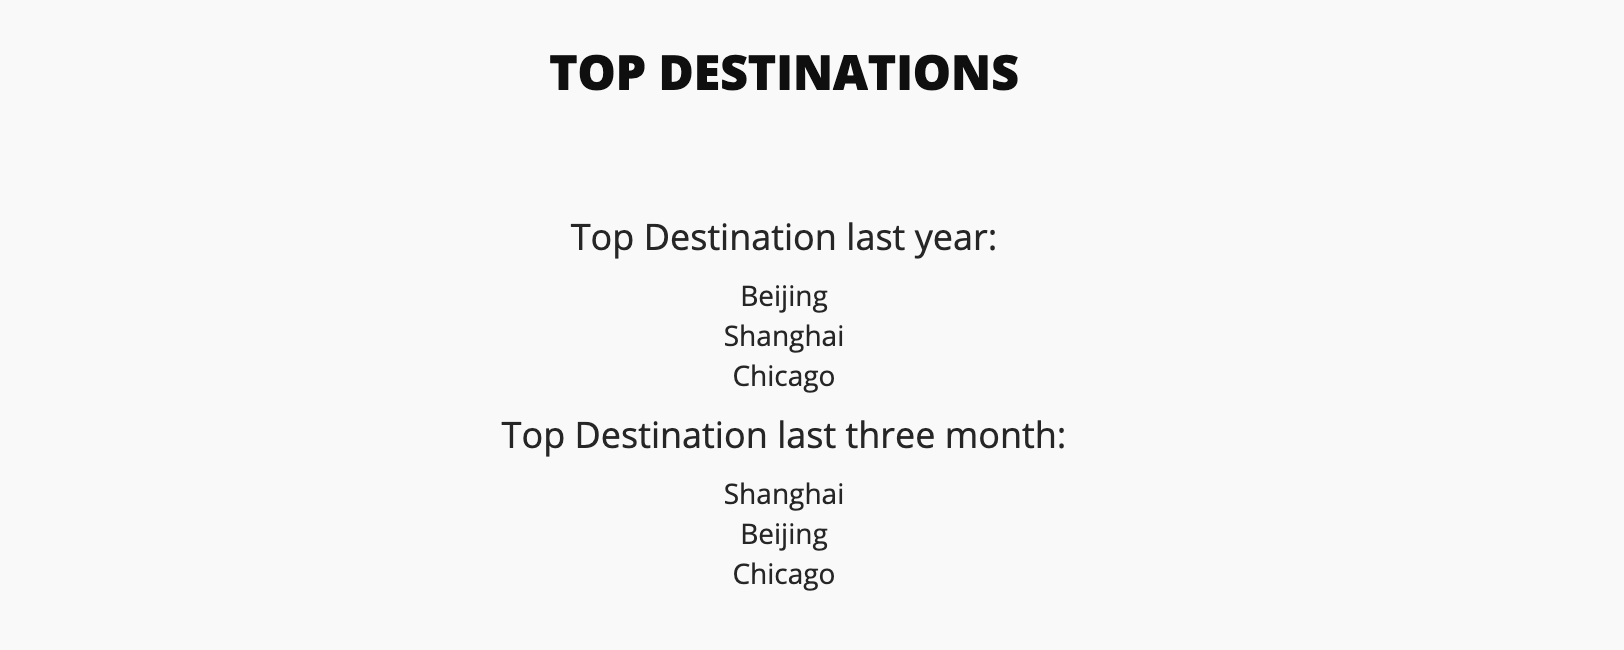 TOP DESTINATIONS
Top Destination last year:
Beijing
Shanghai
Chicago
Top Destination last three month:
Shanghai
Beijing
Chicago